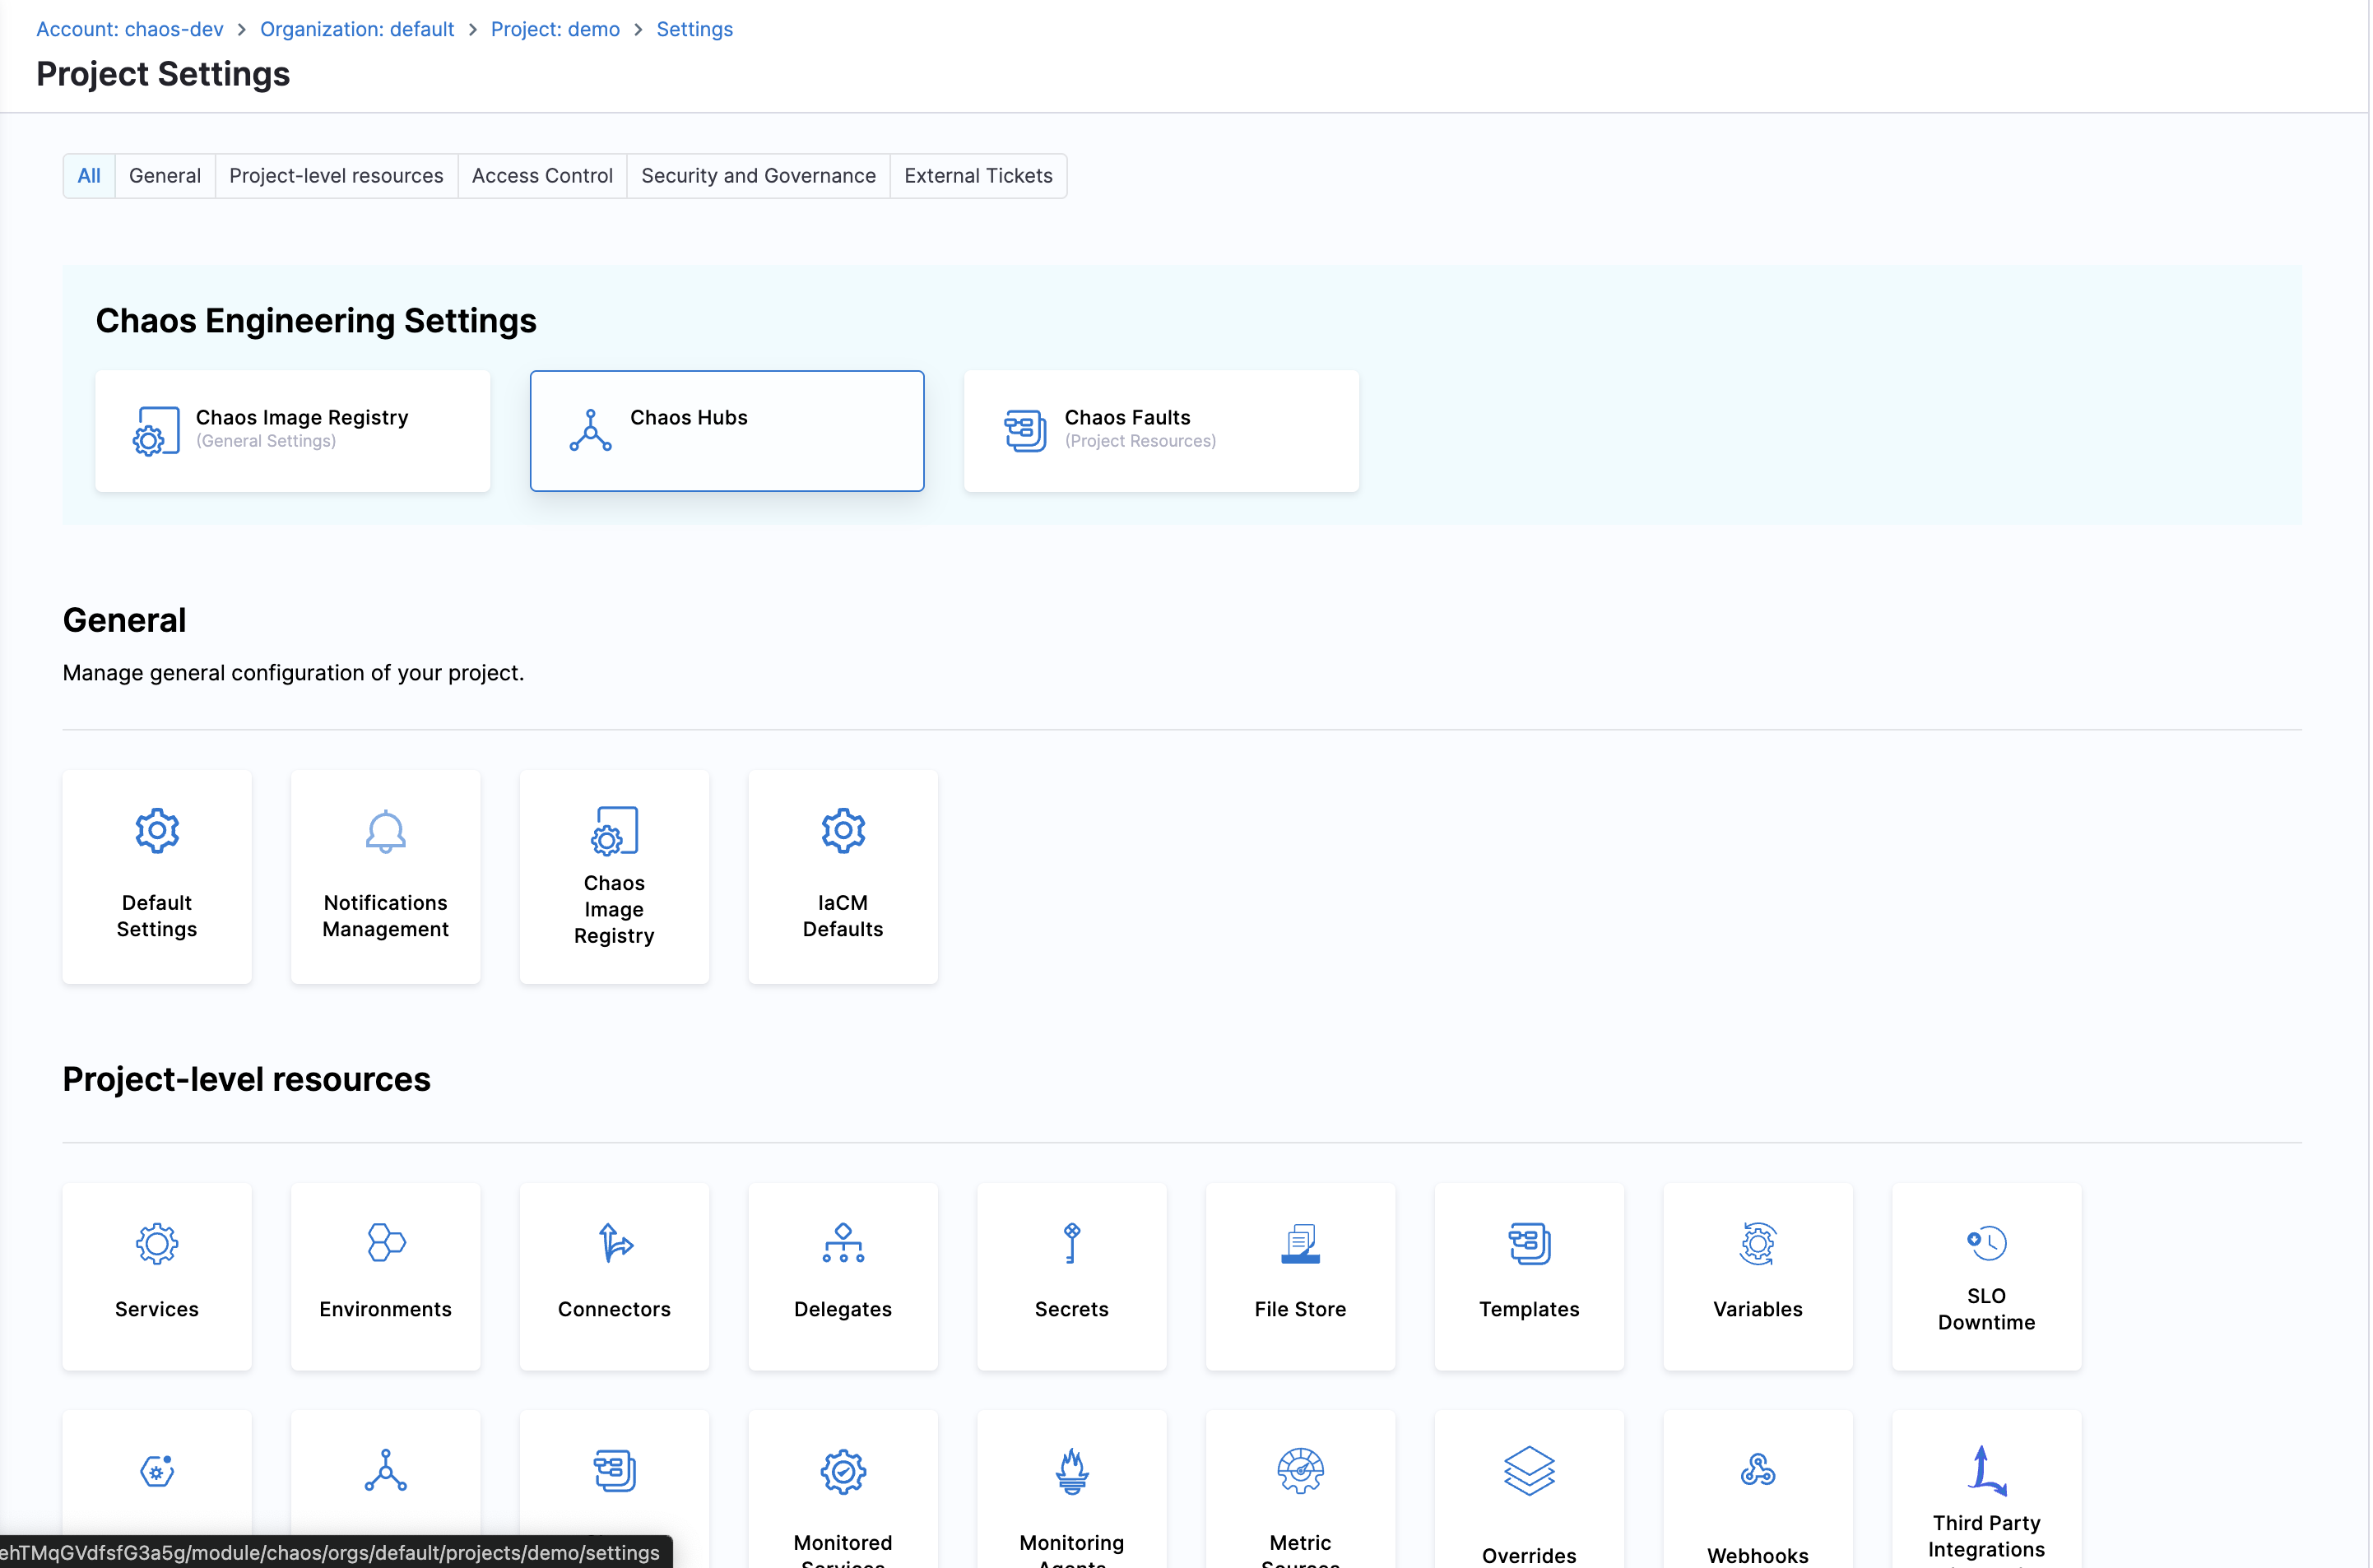 Account: chaos-dev > Organization: default > Project: demo > Settings
Project Settings
All General Project-level resources Access Control Security and Governance External Tickets
Chaos Engineering Settings
Chaos Image Registry
(General Settings)
Chaos Hubs
Chaos Faults
(Project Resources)
General
Manage general configuration of your project.
Default
Settings
Notifications
Management
Chaos
Image
Registry
IaCM
Defaults
Project-level resources
Services
Environments
Connectors
Delegates
Secrets
File Store
Templates
Variables
SLO
Downtime
Monitored
Services
Monitoring
Agents
Metric
Sources
Overrides
Webhooks
Third Party
Integrations
ehTMqGVdfsfG3a5g/module/chaos/orgs/default/projects/demo/settings